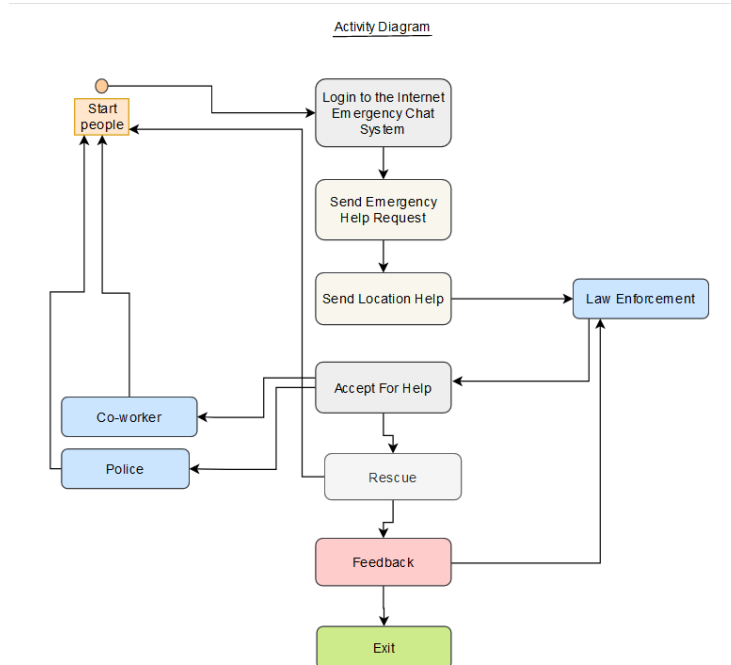 Activity Diagram
Start
people
Login to the Internet
Emergency Chat
System
Send Emergency
Help Request
Send Location Help
Law Enforcement
Accept For Help
Co-worker
Police
Rescue
Feedback
Exit